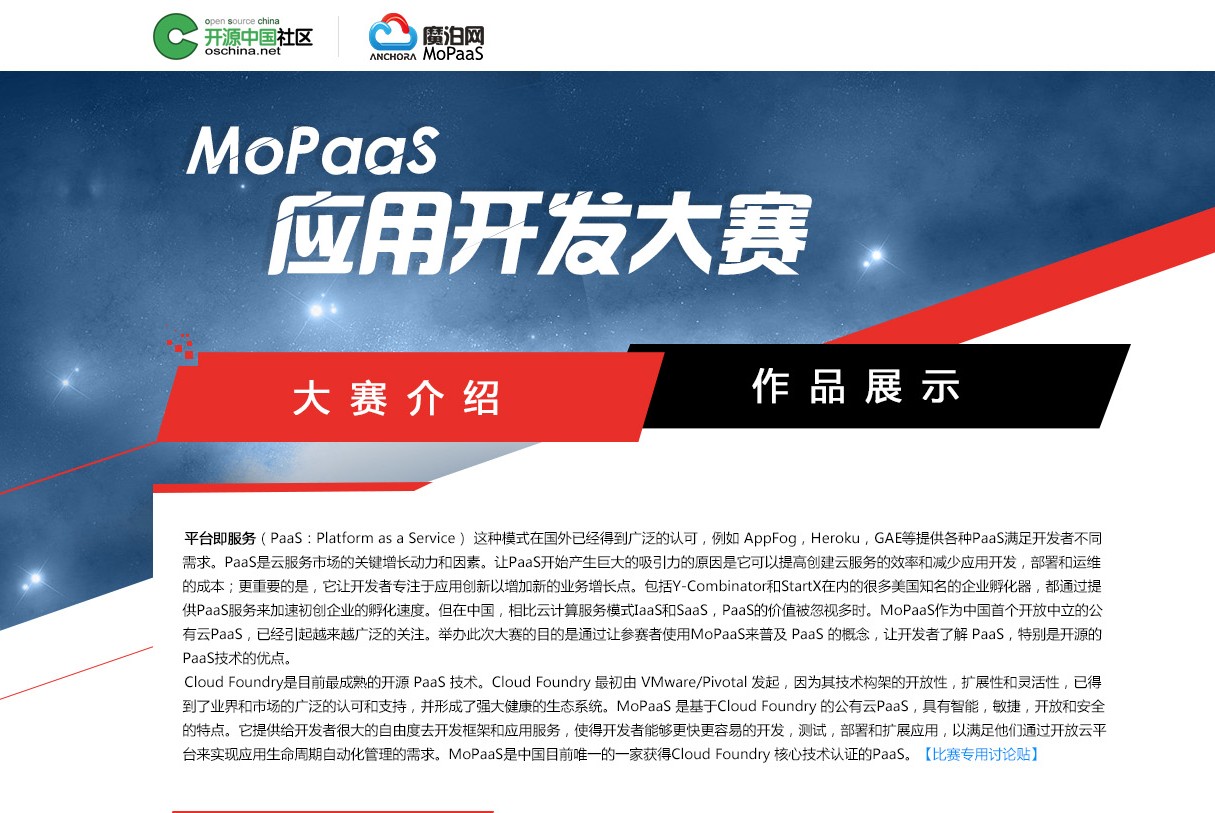 open source china
开源中国社区
oschina.net
魔泊网
ANCHORA MoPaaS
MoPaaS
应用开发大赛
大赛介绍
作品展示
平台即服务（PaaS：Platform as a Service ） 这种模式在国外已经得到广泛的认可，例如 AppFog，Heroku，GAE等提供各种PaaS满足开发者不同
需求。PaaS是云服务市场的关键增长动力和因素。让PaaS开始产生巨大的吸引力的原因是它可以提高创建云服务的效率和减少应用开发，部署和运维
的成本；更重要的是，它让开发者专注于应用创新以增加新的业务增长点。包括Y-Combinator和StartX在内的很多美国知名的企业孵化器，都通过提
供PaaS服务来加速初创企业的孵化速度。但在中国，相比云计算服务模式IaaS和SaaS，PaaS的价值被忽视多时。MoPaaS作为中国首个开放中立的公
有云PaaS，已经引起越来越广泛的关注。举办此次大赛的目的是通过让参赛者使用MoPaaS来普及 PaaS 的概念，让开发者了解 PaaS，特别是开源的
PaaS技术的优点。
Cloud Foundry是目前最成熟的开源 PaaS 技术。Cloud Foundry 最初由 VMware/Pivotal 发起，因为其技术构架的开放性，扩展性和灵活性，已得
到了业界和市场的广泛的认可和支持，并形成了强大健康的生态系统。MoPaaS 是基于Cloud Foundry 的公有云PaaS，具有智能，敏捷，开放和安全
的特点。它提供给开发者很大的自由度去开发框架和应用服务，使得开发者能够更快更容易的开发，测试，部署和扩展应用，以满足他们通过开放云平
台来实现应用生命周期自动化管理的需求。MoPaaS是中国目前唯一的一家获得Cloud Foundry 核心技术认证的PaaS。【比赛专用讨论贴】